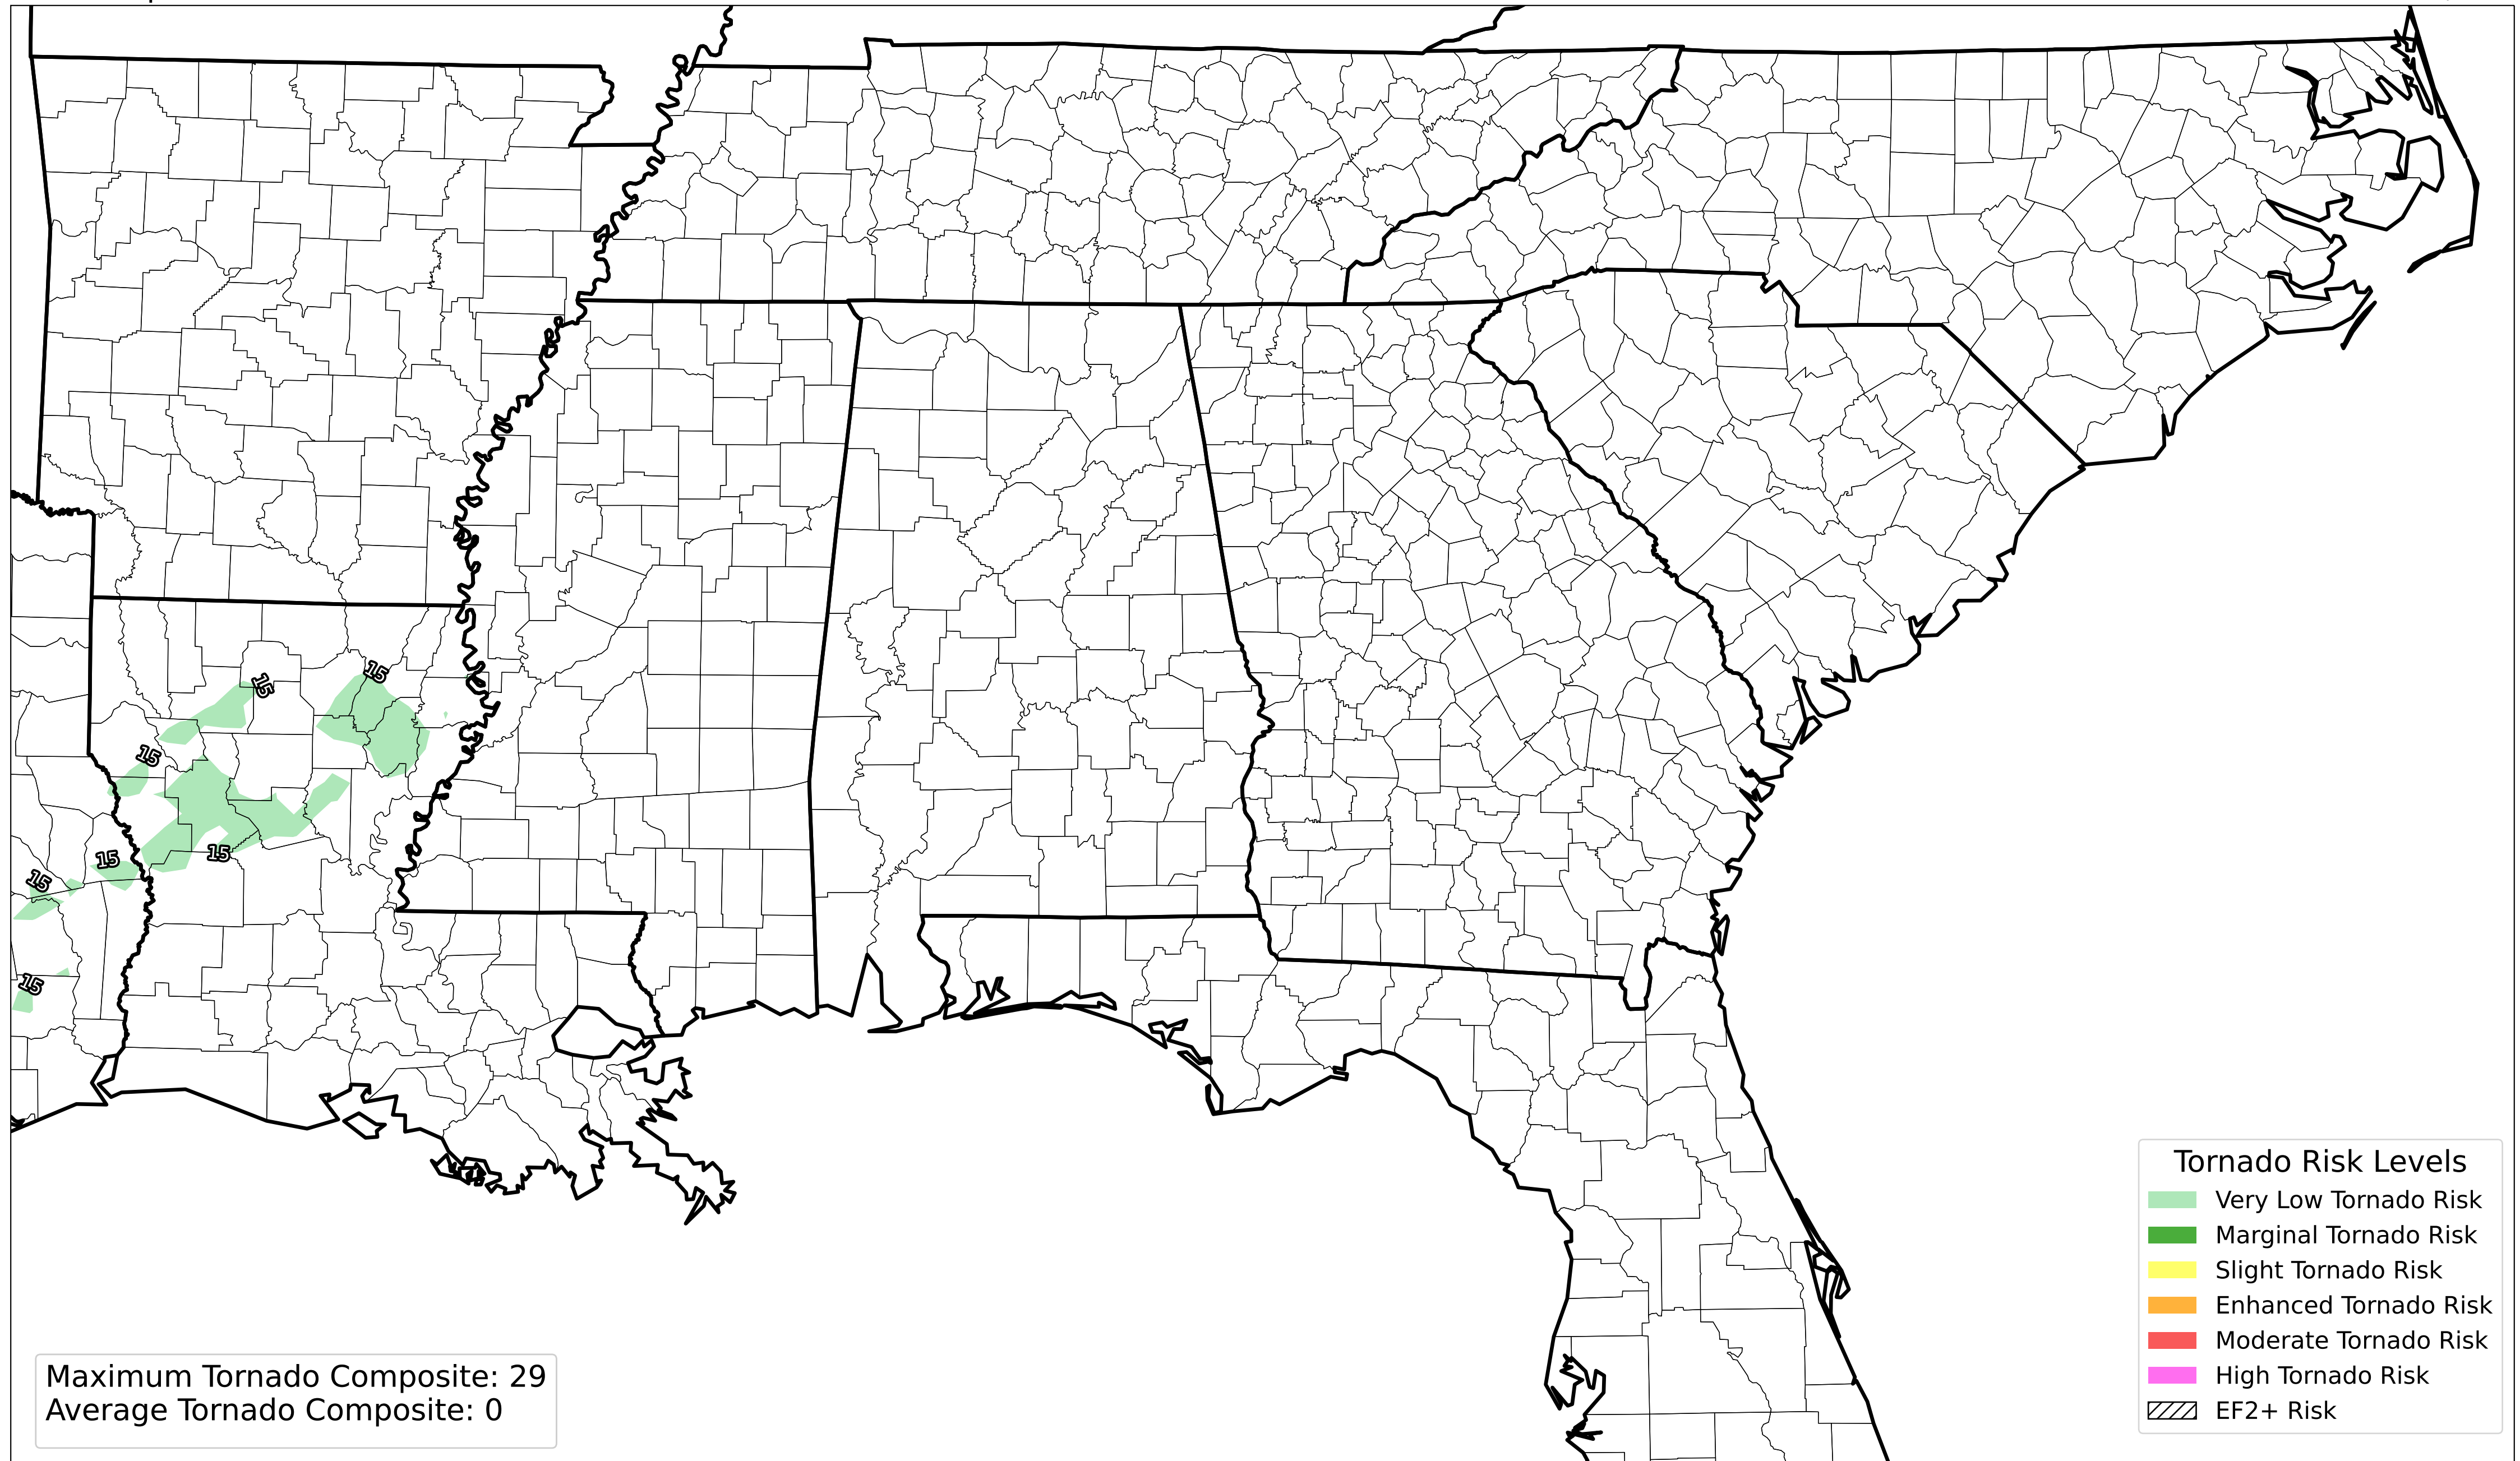 15
15
15
15
15
15
15
Tornado Risk Levels
Very Low Tornado Risk
Marginal Tornado Risk
Slight Tornado Risk
Enhanced Tornado Risk
Moderate Tornado Risk
High Tornado Risk
EF2+ Risk
Maximum Tornado Composite: 29
Average Tornado Composite: 0